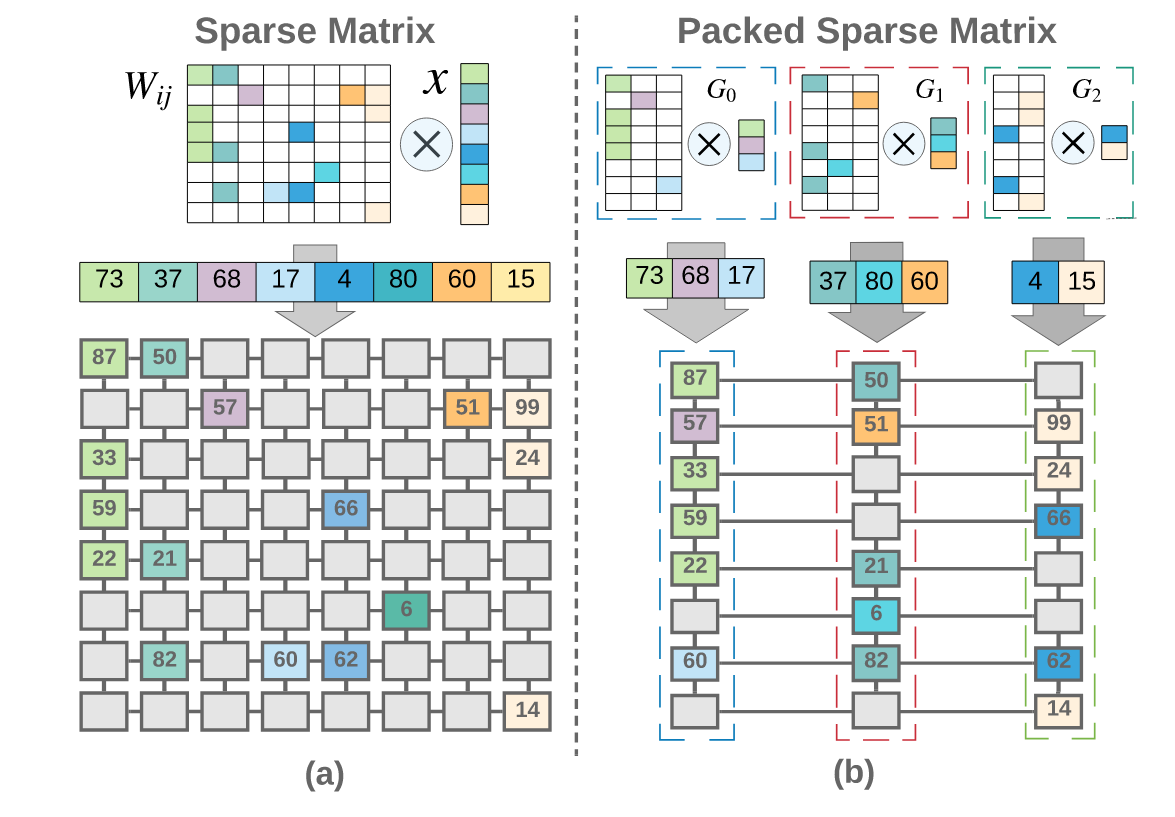 Sparse Matrix
W_ij
x
73 37 68 17 4 80 60 15
87 50
57 51 99
33 24
59 66
22 21
6
82 60 62
14
(a)
Packed Sparse Matrix
G_0
G_1
G_2
73 68 17
37 80 60
4 15
87 50
57 51 99
33 24
59 66
22 21
6
60 82 62
14
(b)